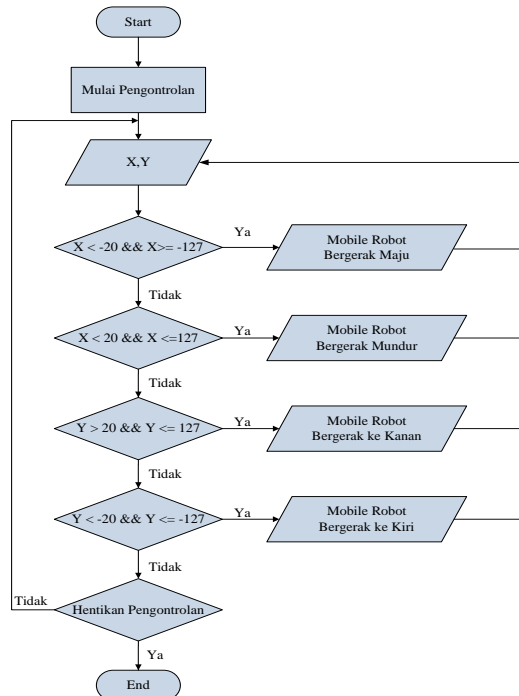 Start
Mulai Pengontrolan
X,Y
X < -20 && X>= -127
Ya
Mobile Robot
Bergerak Maju
Tidak
X < 20 && X <=127
Ya
Mobile Robot
Bergerak Mundur
Tidak
Y > 20 && Y <= 127
Ya
Mobile Robot
Bergerak ke Kanan
Tidak
Y < -20 && Y <= -127
Ya
Mobile Robot
Bergerak ke Kiri
Tidak
Tidak
Hentikan Pengontrolan
Ya
End